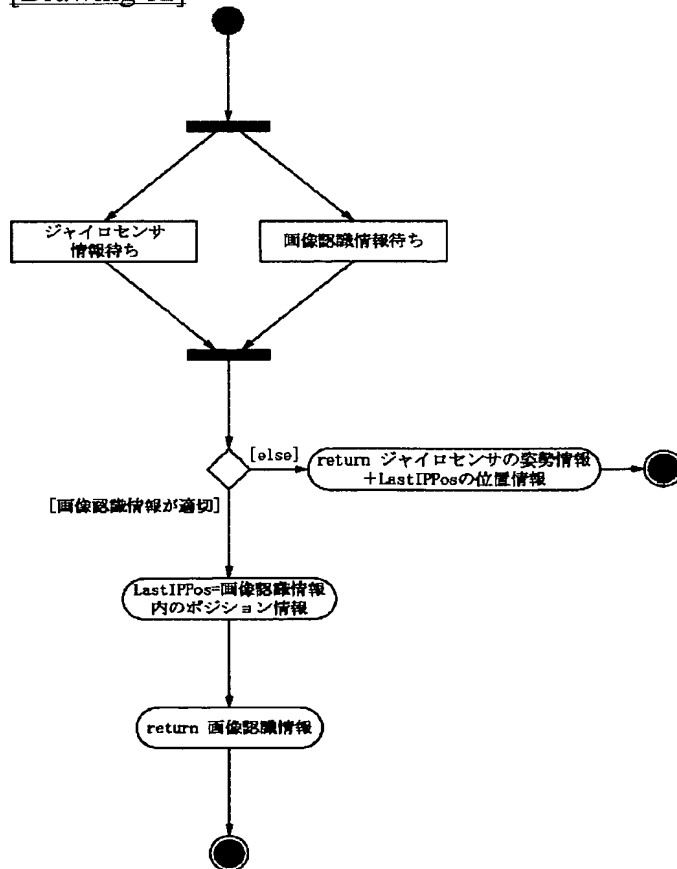 ジャイロセンサ
情報待ち
画像認識情報待ち
[else]
return ジャイロセンサの姿勢情報
+LastIPPosの位置情報
[画像認識情報が適切]
LastIPPos=画像認識情報
内のポジション情報
return 画像認識情報